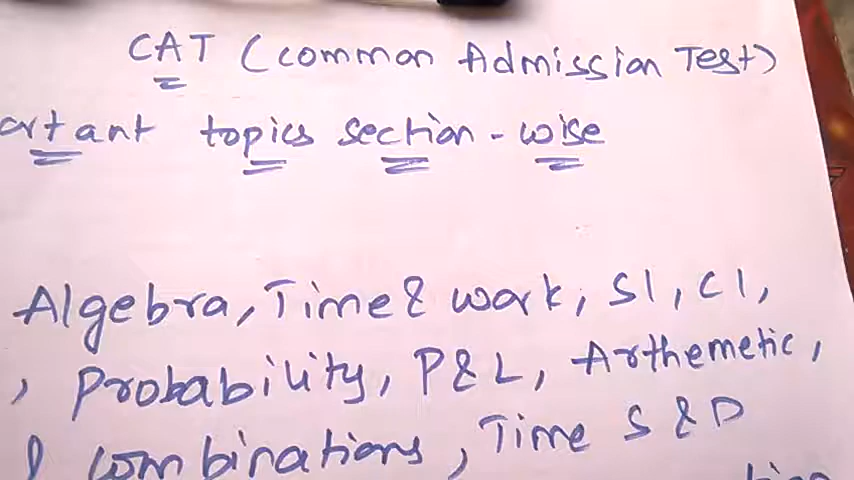 CAT (common Admission Test)
ortant topics section-wise
Algebra, Time & work, SI, CI,
, Probability, P&L, Arthemetic,
combinations, Time S & D